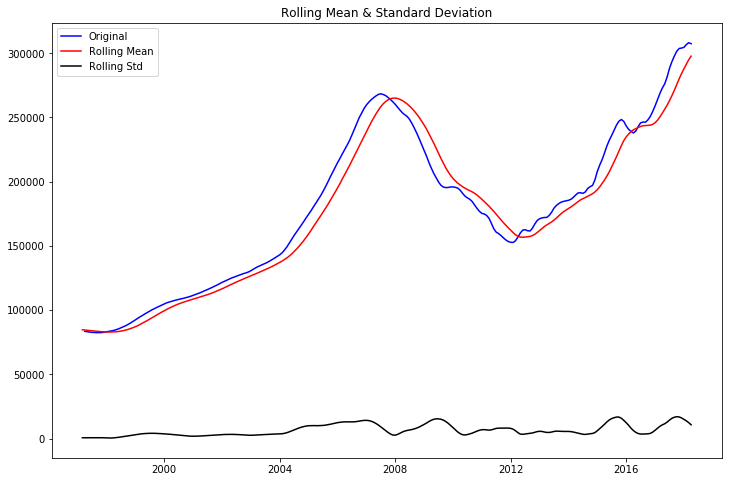 Rolling Mean & Standard Deviation
Original
Rolling Mean
Rolling Std
300000
250000
200000
150000
100000
50000
0
2000 2004 2008 2012 2016